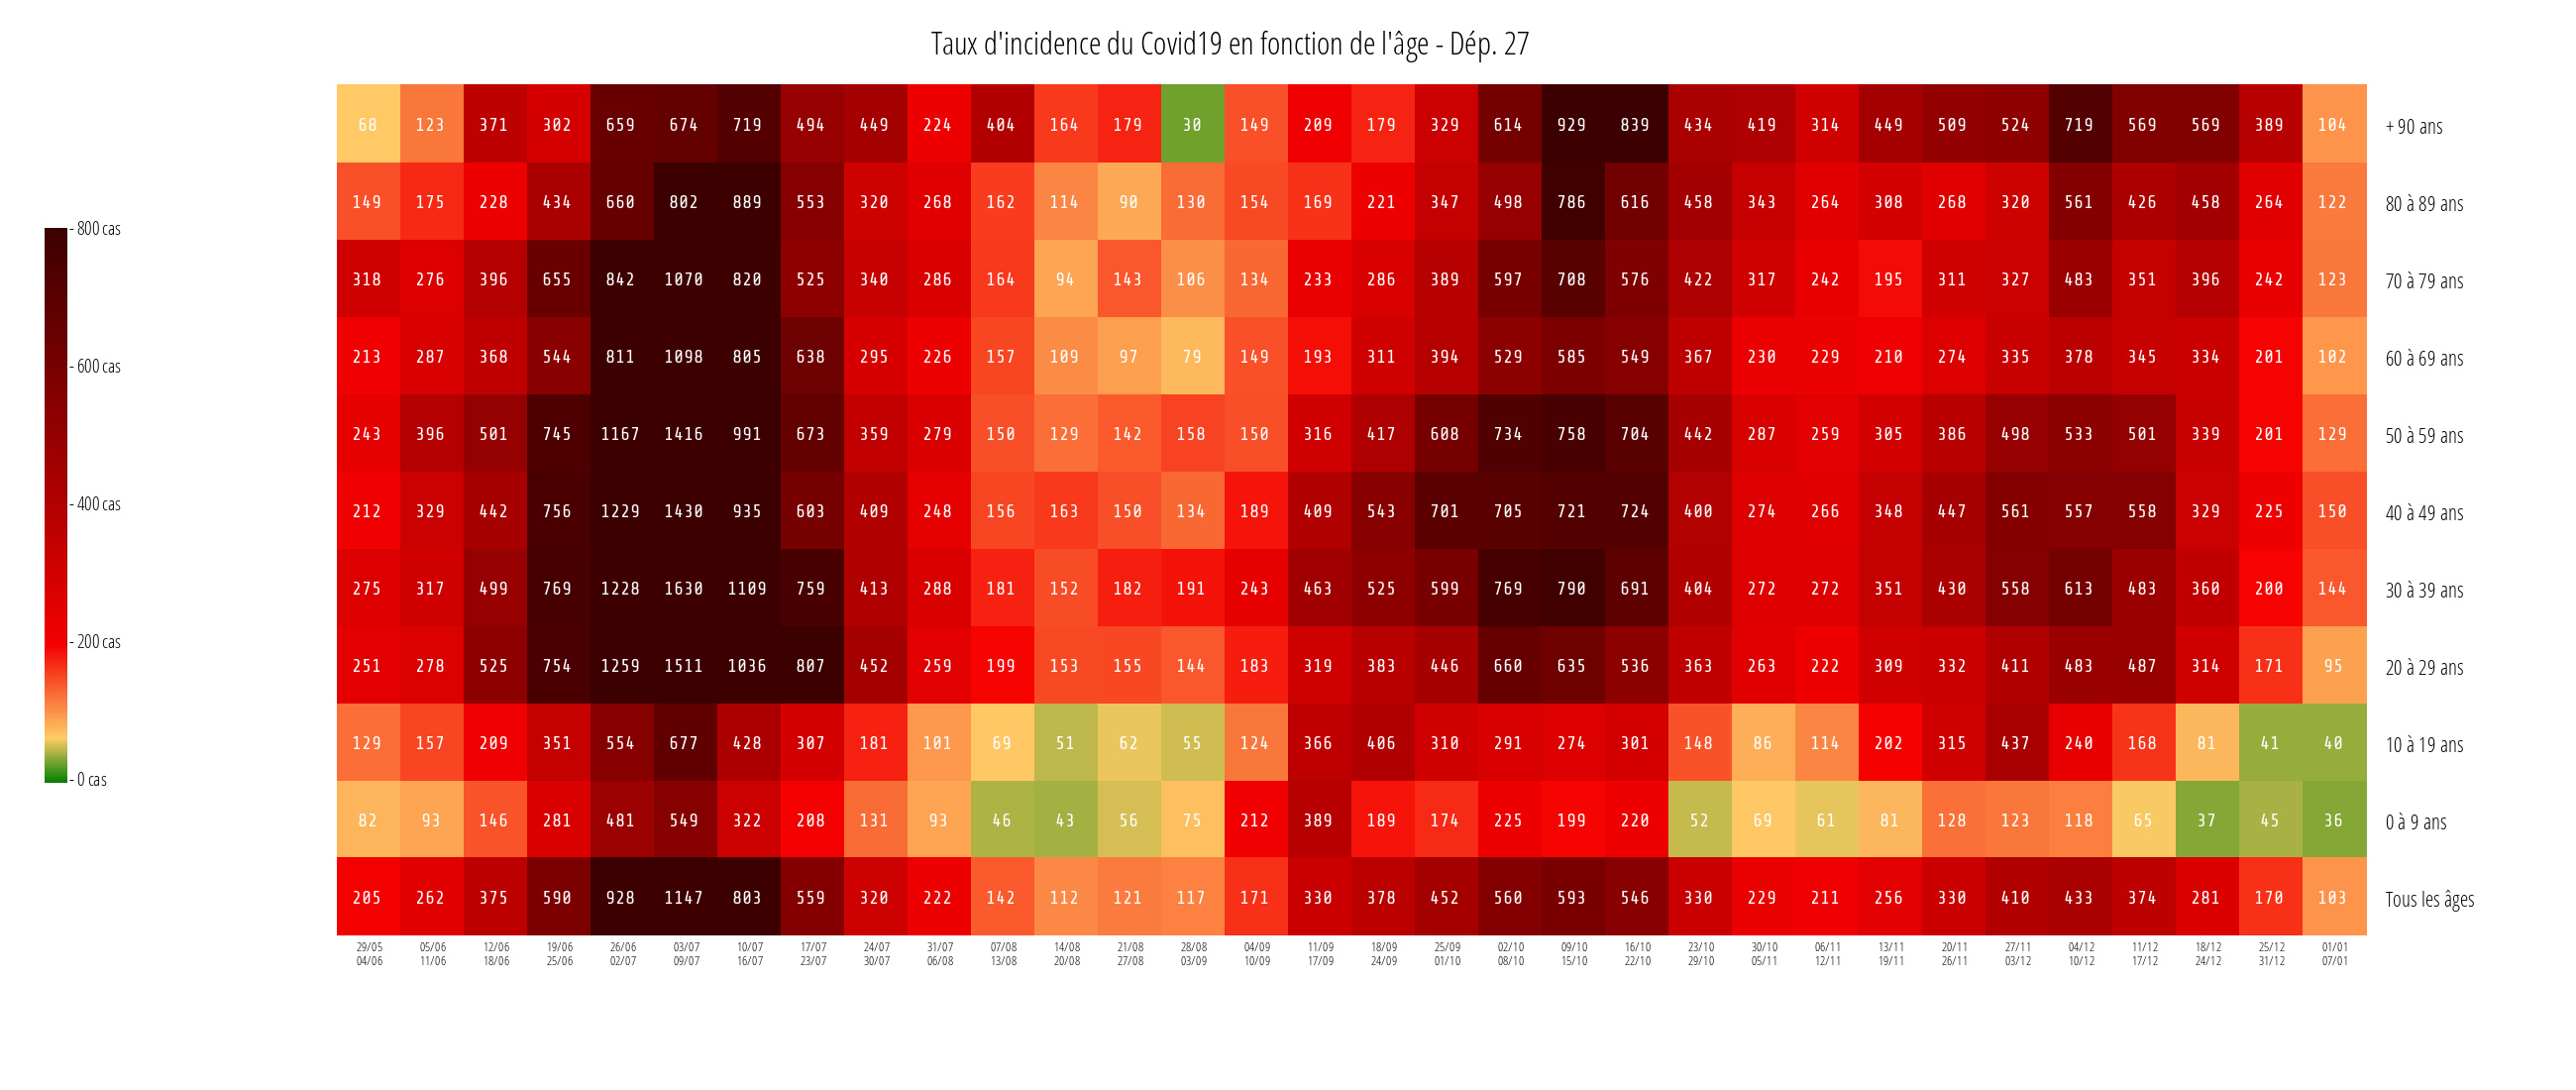 Taux d'incidence du Covid19 en fonction de l'âge - Dép. 27
- 800 cas
- 600 cas
- 400 cas
- 200 cas
- 0 cas
68 123 371 302 659 674 719 494 449 224 404 164 179 30 149 209 179 329 614 929 839 434 419 314 449 509 524 719 569 569 389 104 + 90 ans
149 175 228 434 660 802 889 553 320 268 162 114 90 130 154 169 221 347 498 786 616 458 343 264 308 268 320 561 426 458 264 122 80 à 89 ans
318 276 396 655 842 1070 820 525 340 286 164 94 143 106 134 233 286 389 597 708 576 422 317 242 195 311 327 483 351 396 242 123 70 à 79 ans
213 287 368 544 811 1098 805 638 295 226 157 109 97 79 149 193 311 394 529 585 549 367 230 229 210 274 335 378 345 334 201 102 60 à 69 ans
243 396 501 745 1167 1416 991 673 359 279 150 129 142 158 150 316 417 608 734 758 704 442 287 259 305 386 498 533 501 339 201 129 50 à 59 ans
212 329 442 756 1229 1430 935 603 409 248 156 163 150 134 189 409 543 701 705 721 724 400 274 266 348 447 561 557 558 329 225 150 40 à 49 ans
275 317 499 769 1228 1630 1109 759 413 288 181 152 182 191 243 463 525 599 769 790 691 404 272 272 351 430 558 613 483 360 200 144 30 à 39 ans
251 278 525 754 1259 1511 1036 807 452 259 199 153 155 144 183 319 383 446 660 635 536 363 263 222 309 332 411 483 487 314 171 95 20 à 29 ans
129 157 209 351 554 677 428 307 181 101 69 51 62 55 124 366 406 310 291 274 301 148 86 114 202 315 437 240 168 81 41 40 10 à 19 ans
82 93 146 281 481 549 322 208 131 93 46 43 56 75 212 389 189 174 225 199 220 52 69 61 81 128 123 118 65 37 45 36 0 à 9 ans
205 262 375 590 928 1147 803 559 320 222 142 112 121 117 171 330 378 452 560 593 546 330 229 211 256 330 410 433 374 281 170 103 Tous les âges
29/05 05/06 12/06 19/06 26/06 03/07 10/07 17/07 24/07 31/07 07/08 14/08 21/08 28/08 04/09 11/09 18/09 25/09 02/10 09/10 16/10 23/10 30/10 06/11 13/11 20/11 27/11 04/12 11/12 18/12 25/12 01/01
04/06 11/06 18/06 25/06 02/07 09/07 16/07 23/07 30/07 06/08 13/08 20/08 27/08 03/09 10/09 17/09 24/09 01/10 08/10 15/10 22/10 29/10 05/11 12/11 19/11 26/11 03/12 10/12 17/12 24/12 31/12 07/01